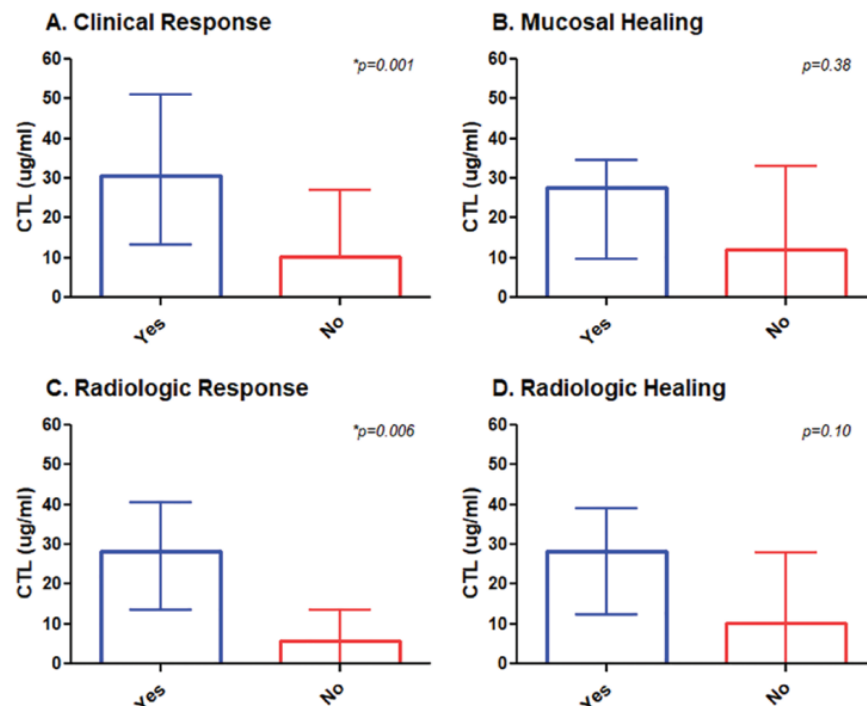 A. Clinical Response
*p=0.001
CTL (ug/ml)
60
50
40
30
20
10
0
Yes
No
B. Mucosal Healing
p=0.38
CTL (ug/ml)
60
50
40
30
20
10
0
Yes
No
C. Radiologic Response
*p=0.006
CTL (ug/ml)
60
50
40
30
20
10
0
Yes
No
D. Radiologic Healing
p=0.10
CTL (ug/ml)
60
50
40
30
20
10
0
Yes
No